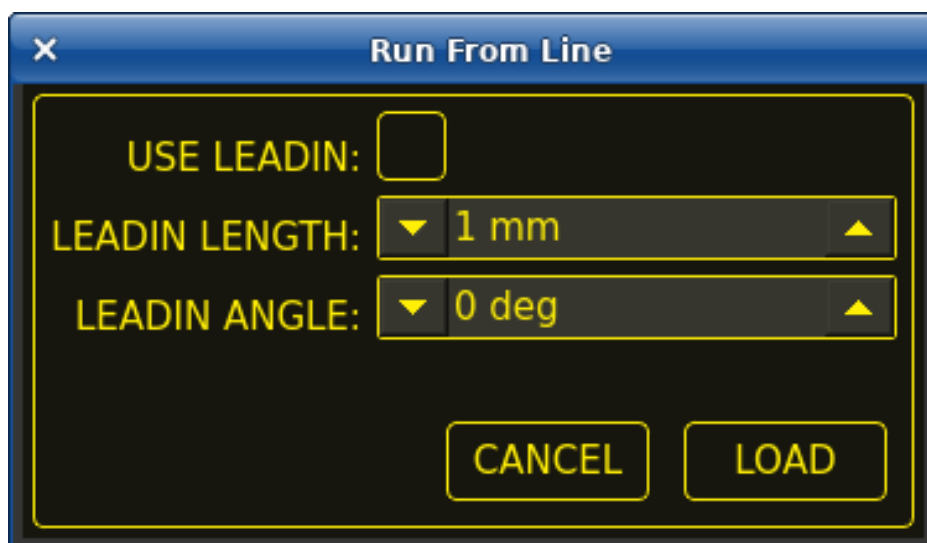 Run From Line
USE LEADIN:
LEADIN LENGTH: 1 mm
LEADIN ANGLE: 0 deg
CANCEL LOAD